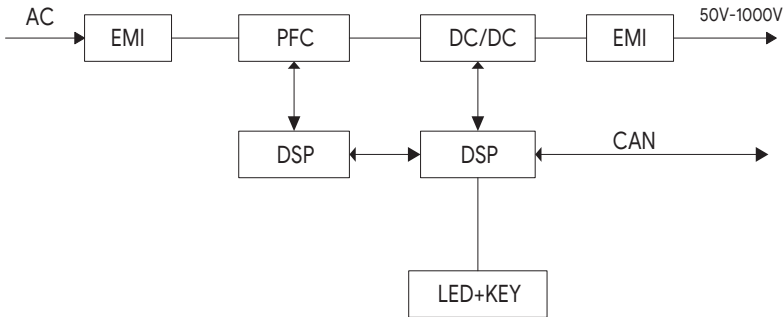 AC
50V-1000V
EMI
PFC
DC/DC
EMI
DSP
DSP
CAN
LED+KEY